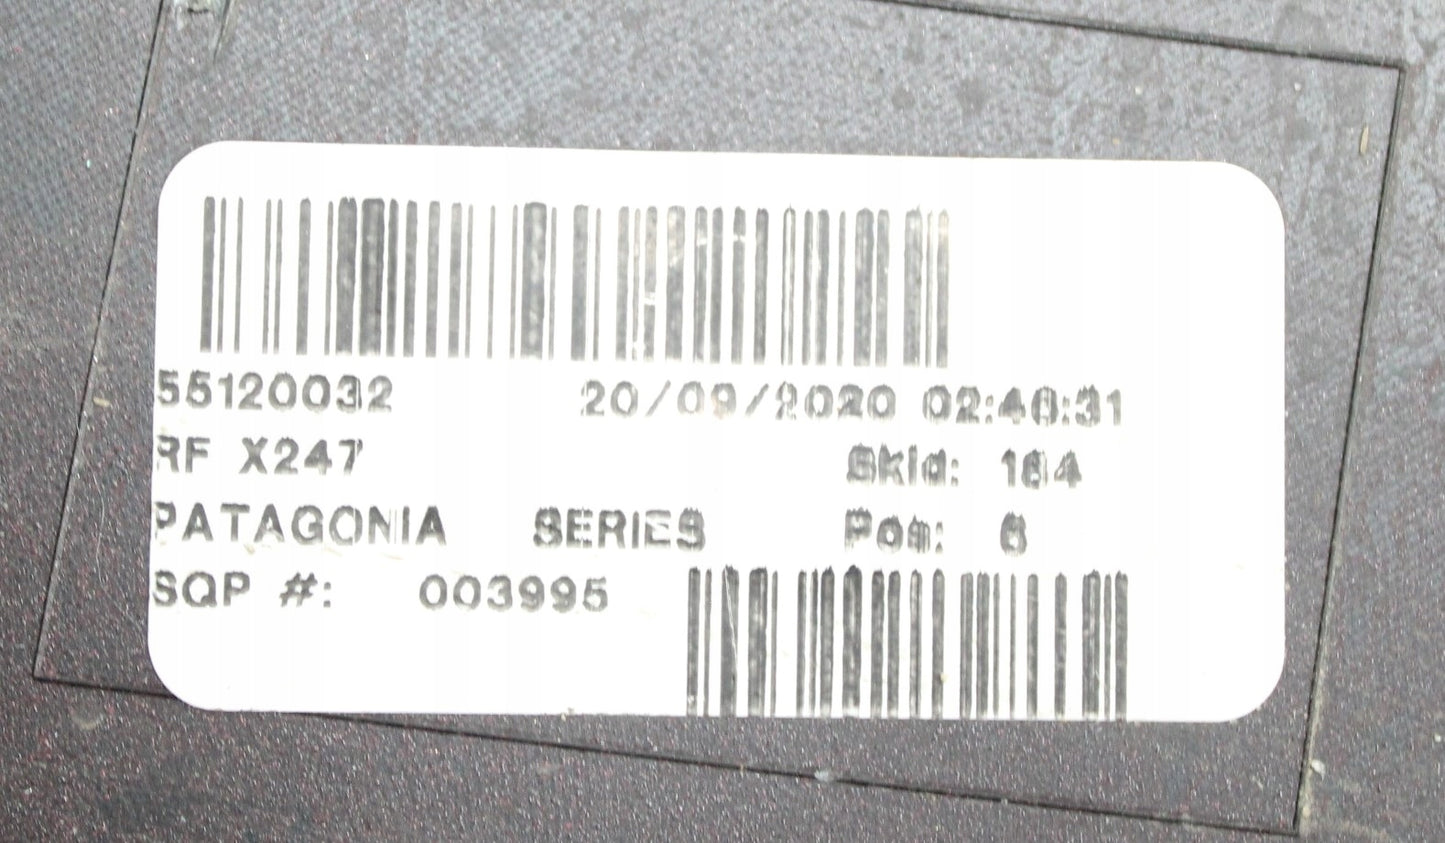 55120032 20/09/2020 02:48:31
RF X247 Skid: 184
PATAGONIA SERIES Pos: 6
SQP #: 003995